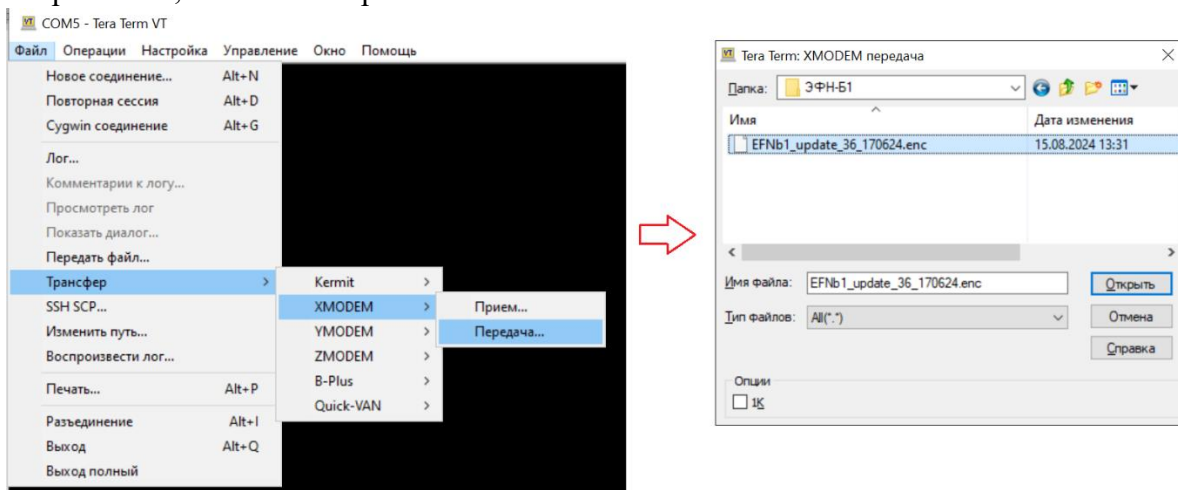 COM5 - Tera Term VT
Файл Операции Настройка Управление Окно Помощь
Новое соединение... Alt+N
Повторная сессия Alt+D
Cygwin соединение Alt+G
Лог...
Комментарии к логу...
Просмотреть лог
Показать диалог...
Передать файл...
Трансфер >
SSH SCP...
Изменить путь...
Воспроизвести лог...
Печать... Alt+P
Разъединение Alt+I
Выход Alt+Q
Выход полный
Kermit >
XMODEM >
YMODEM >
ZMODEM >
B-Plus >
Quick-VAN >
Прием...
Передача...
Tera Term: XMODEM передача
Папка: ЭФН-Б1
Имя Дата изменения
EFNb1_update_36_170624.enc 15.08.2024 13:31
Имя файла: EFNb1_update_36_170624.enc Открыть
Тип файлов: All(*.*) Отмена
Справка
Опции
1K